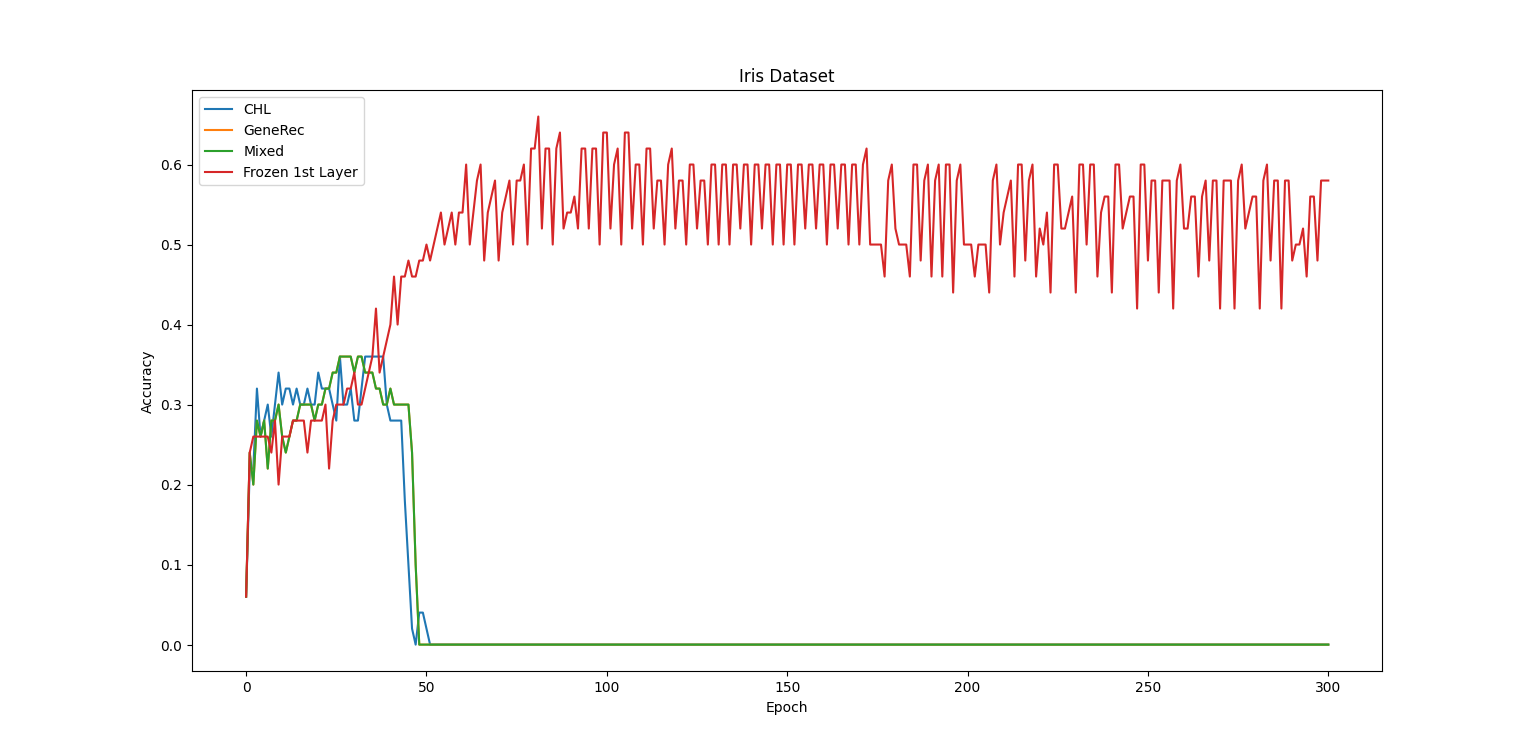 Iris Dataset
CHL
GeneRec
Mixed
Frozen 1st Layer
Accuracy
0.6
0.5
0.4
0.3
0.2
0.1
0.0
0 50 100 150 200 250 300
Epoch